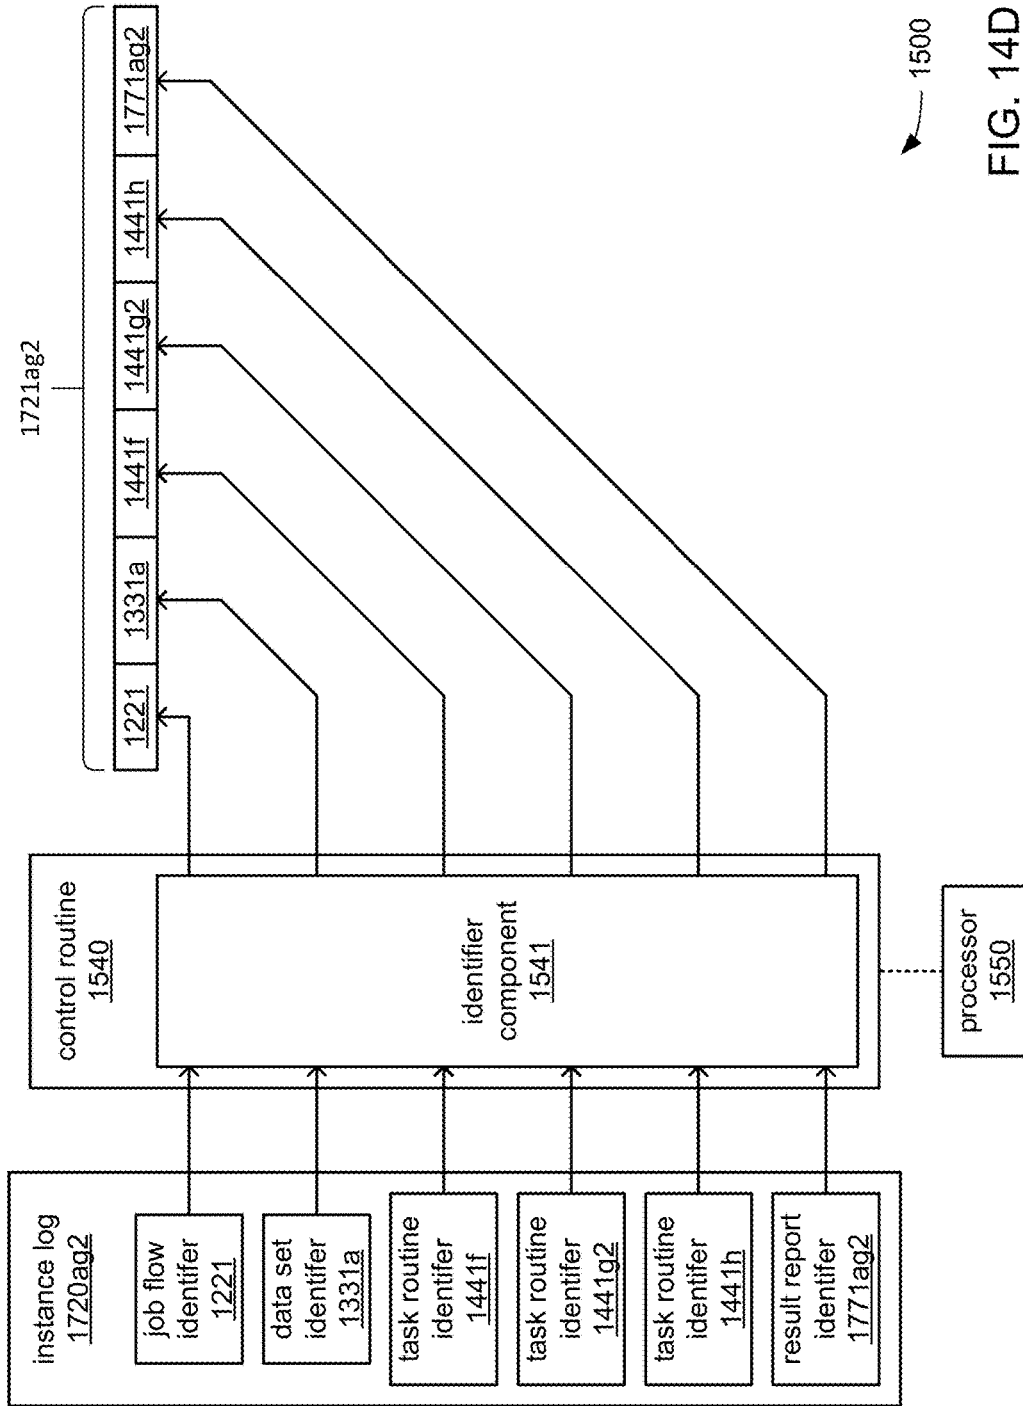 instance log
1720ag2
job flow
identifer
1221
data set
identifer
1331a
task routine
identifer
1441f
task routine
identifer
1441g2
task routine
identifer
1441h
result report
identifer
1771ag2
control routine
1540
identifier
component
1541
processor
1550
1721ag2
1221
1331a
1441f
1441g2
1441h
1771ag2
1500
FIG. 14D